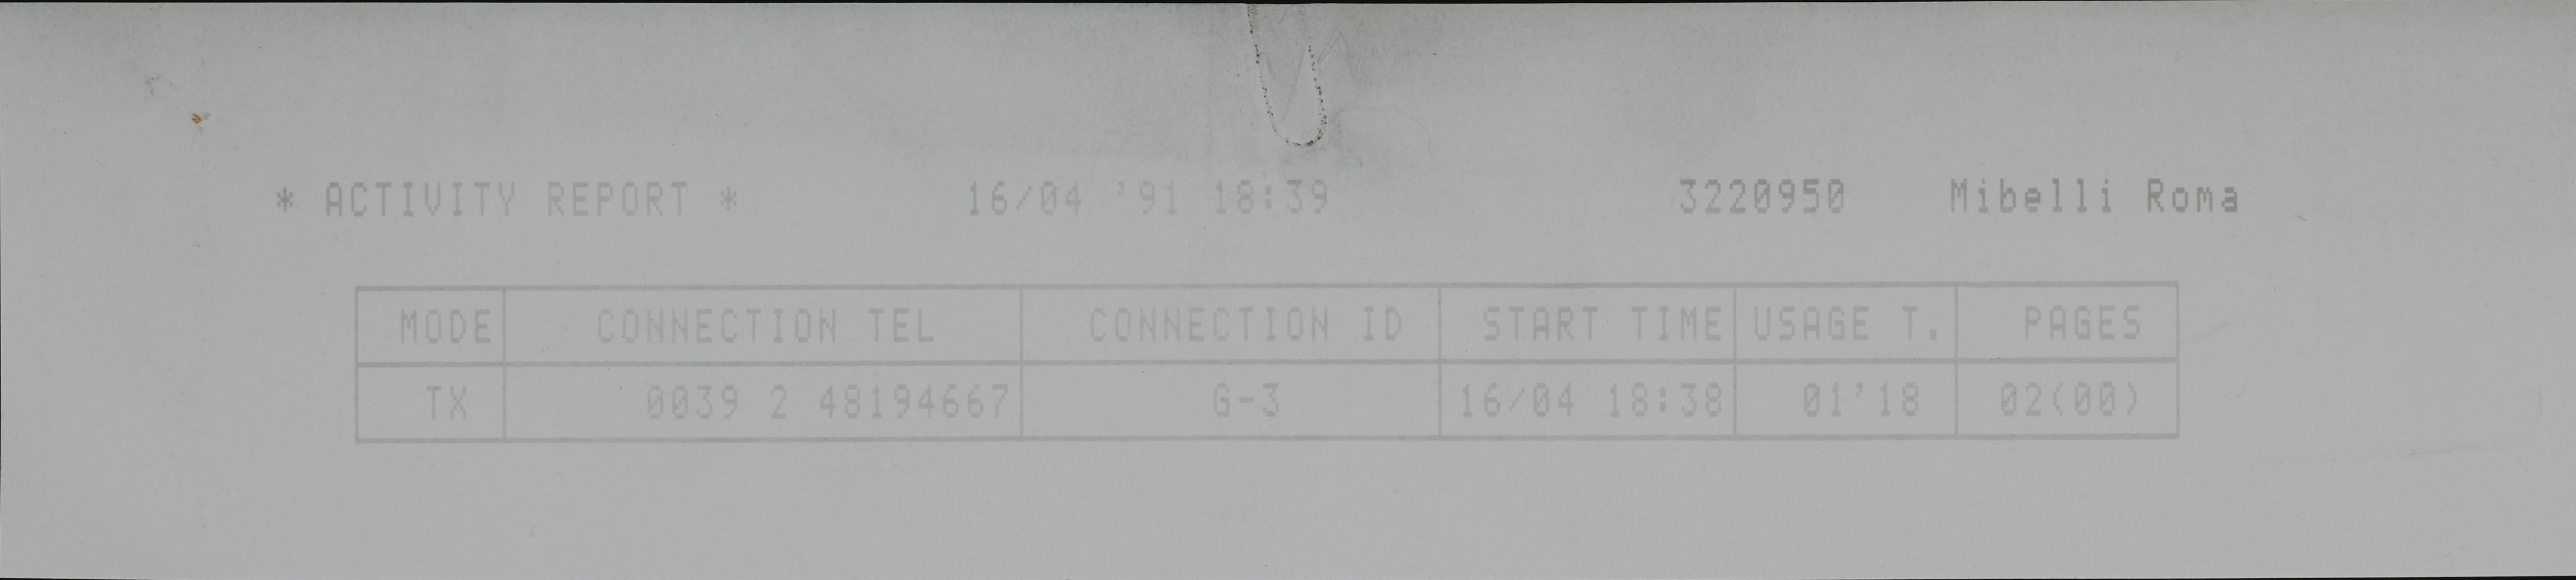 * ACTIVITY REPORT * 16/04 '91 18:39 3220950 Mibelli Roma
MODE CONNECTION TEL CONNECTION ID START TIME USAGE T. PAGES
TX 0039 2 48194667 G-3 16/04 18:38 01'18 02(00)